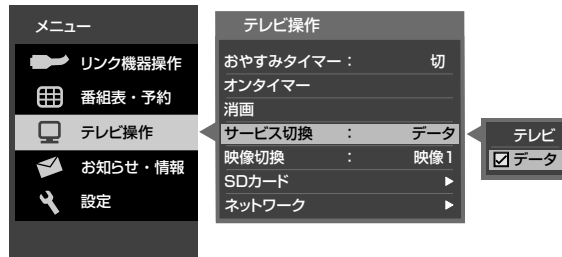 メニュー
リンク機器操作
番組表・予約
テレビ操作
お知らせ・情報
設定
テレビ操作
おやすみタイマー： 切
オンタイマー
消画
サービス切換 ： データ
映像切換 ： 映像1
SDカード
ネットワーク
テレビ
データ